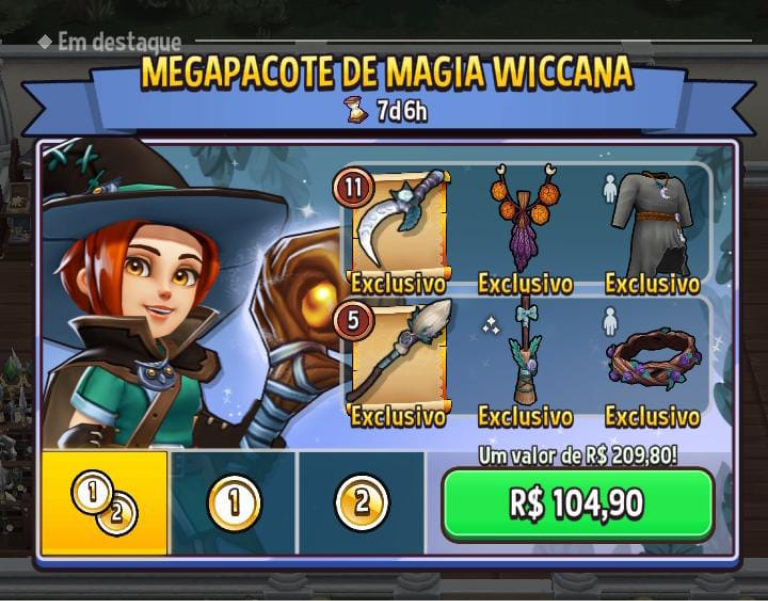 Em destaque
MEGAPACOTE DE MAGIA WICCANA
7d 6h
11
Exclusivo Exclusivo Exclusivo
5
Exclusivo Exclusivo Exclusivo
Um valor de R$ 209,80!
1 2 1 2 R$ 104,90